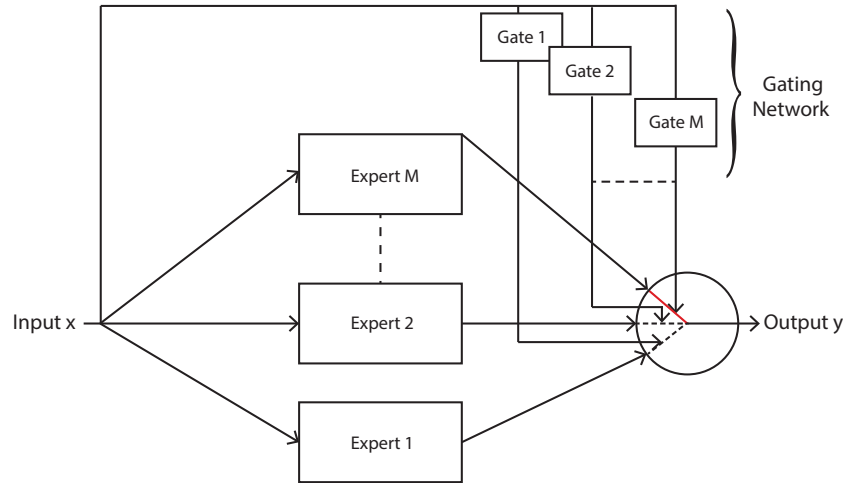 Gate 1
Gate 2
Gating
Network
Gate M
Expert M
Input x
Expert 2
Output y
Expert 1